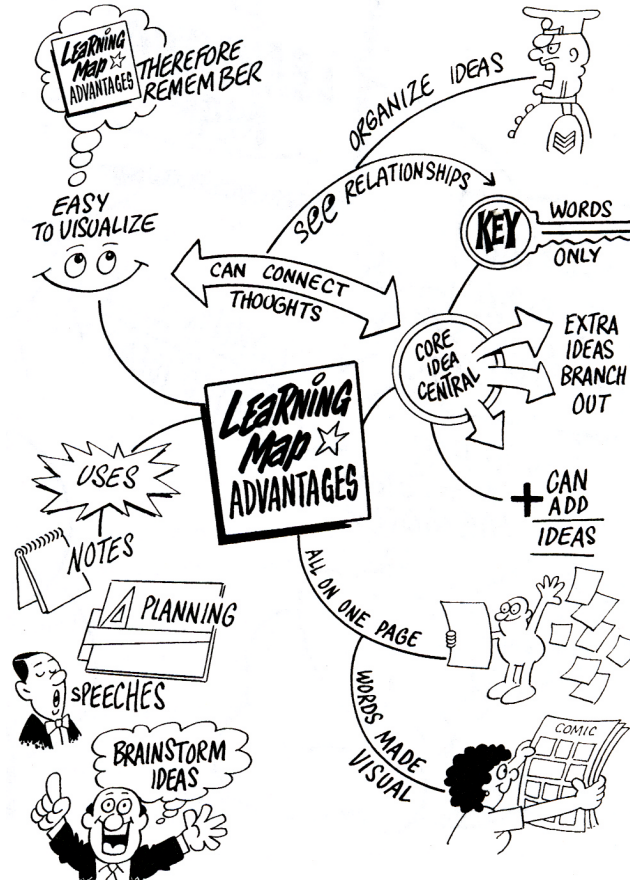 LEARNING
MAP
ADVANTAGES
THEREFORE
REMEMBER
EASY
TO VISUALIZE
ORGANIZE IDEAS
SEE RELATIONSHIPS
CAN CONNECT
THOUGHTS
KEY
WORDS
ONLY
CORE
IDEA
CENTRAL
EXTRA
IDEAS
BRANCH
OUT
+ CAN
ADD
IDEAS
LEARNING
MAP
ADVANTAGES
USES
NOTES
PLANNING
SPEECHES
BRAINSTORM
IDEAS
ALL ON ONE PAGE
WORDS MADE
VISUAL
COMIC